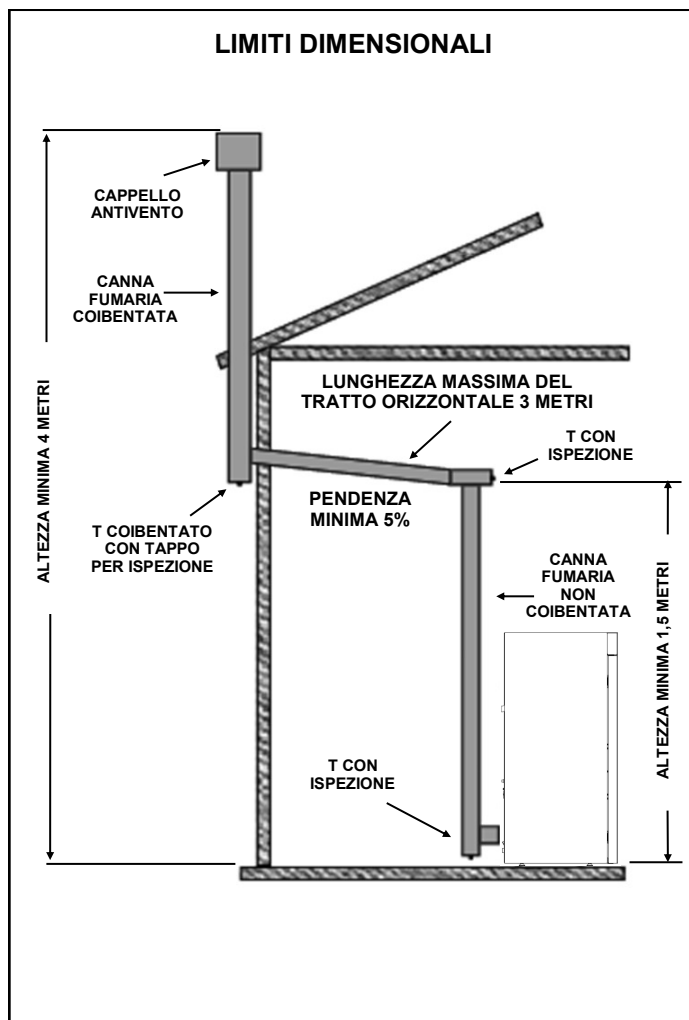 LIMITI DIMENSIONALI
CAPPELLO
ANTIVENTO
CANNA
FUMARIA
COIBENTATA
ALTEZZA MINIMA 4 METRI
LUNGHEZZA MASSIMA DEL
TRATTO ORIZZONTALE 3 METRI
T CON
ISPEZIONE
PENDENZA
MINIMA 5%
T COIBENTATO
CON TAPPO
PER ISPEZIONE
CANNA
FUMARIA
NON
COIBENTATA
ALTEZZA MINIMA 1,5 METRI
T CON
ISPEZIONE